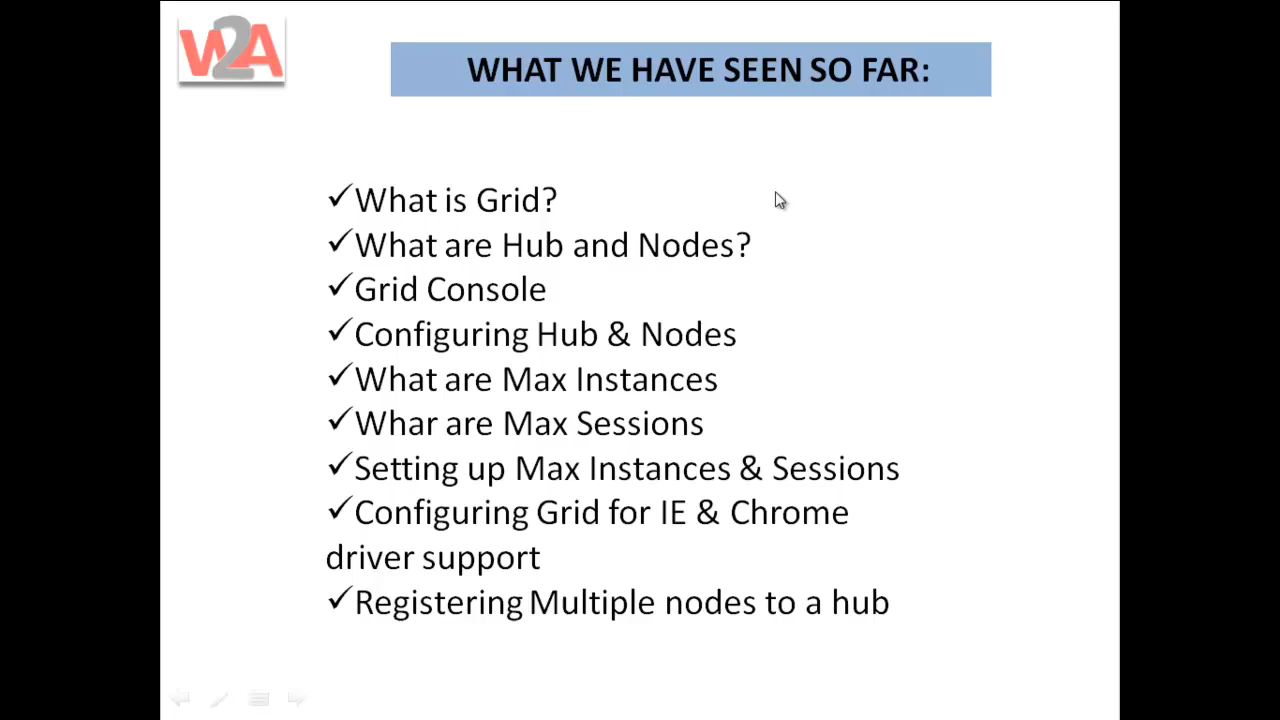 W2A
WHAT WE HAVE SEEN SO FAR:
✓What is Grid?
✓What are Hub and Nodes?
✓Grid Console
✓Configuring Hub & Nodes
✓What are Max Instances
✓Whar are Max Sessions
✓Setting up Max Instances & Sessions
✓Configuring Grid for IE & Chrome
driver support
✓Registering Multiple nodes to a hub